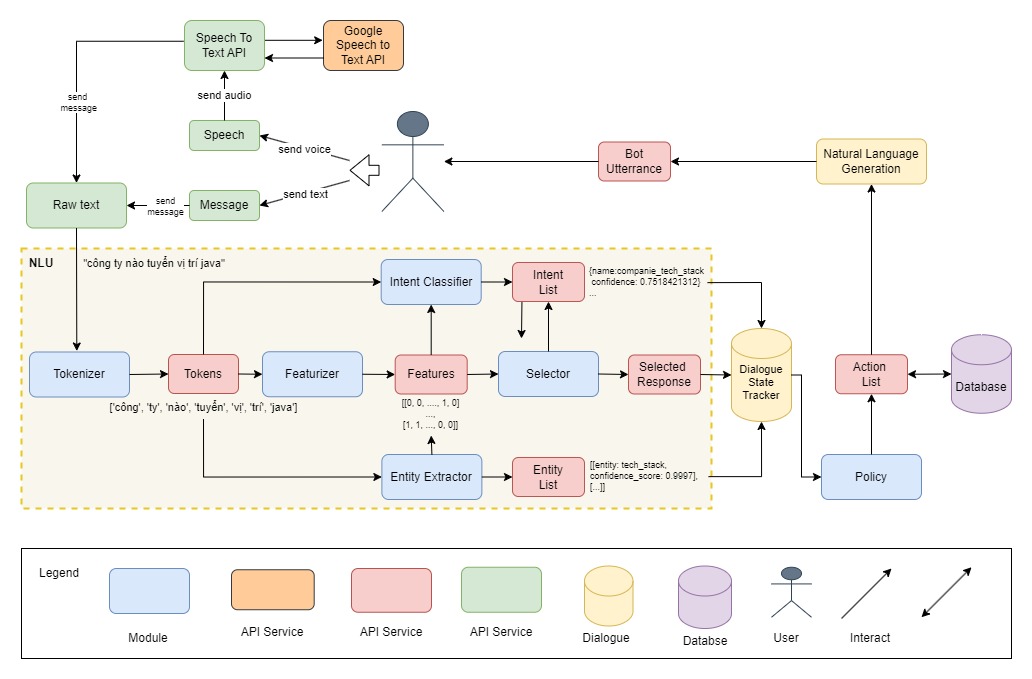 Speech To
Text API
Google
Speech to
Text API
send
message
send audio
Speech
send voice
send text
Raw text
send
message
Message
Bot
Utterrance
Natural Language
Generation
NLU
"công ty nào tuyển vị trí java"
Intent Classifier
Intent
List
{name:companie_tech_stack
confidence: 0.7518421312}
...
Tokenizer
Tokens
Featurizer
Features
Selector
Selected
Response
Dialogue
State
Tracker
Action
List
Database
['công', 'ty', 'nào', 'tuyển', 'vị', 'trí', 'java']
[[0, 0, ...., 1, 0]
...,
[1, 1, ..., 0, 0]]
Entity Extractor
Entity
List
[[entity: tech_stack,
confidence_score: 0.9997],
[...]]
Policy
Legend
Module
API Service
API Service
API Service
Dialogue
Databse
User
Interact